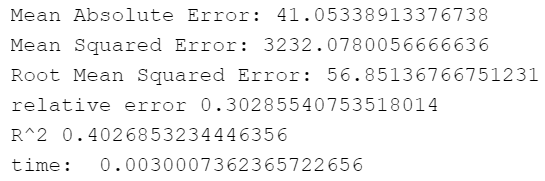 Mean Absolute Error: 41.05338913376738
Mean Squared Error: 3232.0780056666636
Root Mean Squared Error: 56.85136766751231
relative error 0.30285540753518014
R^2 0.4026853234446356
time:  0.0030007362365722656